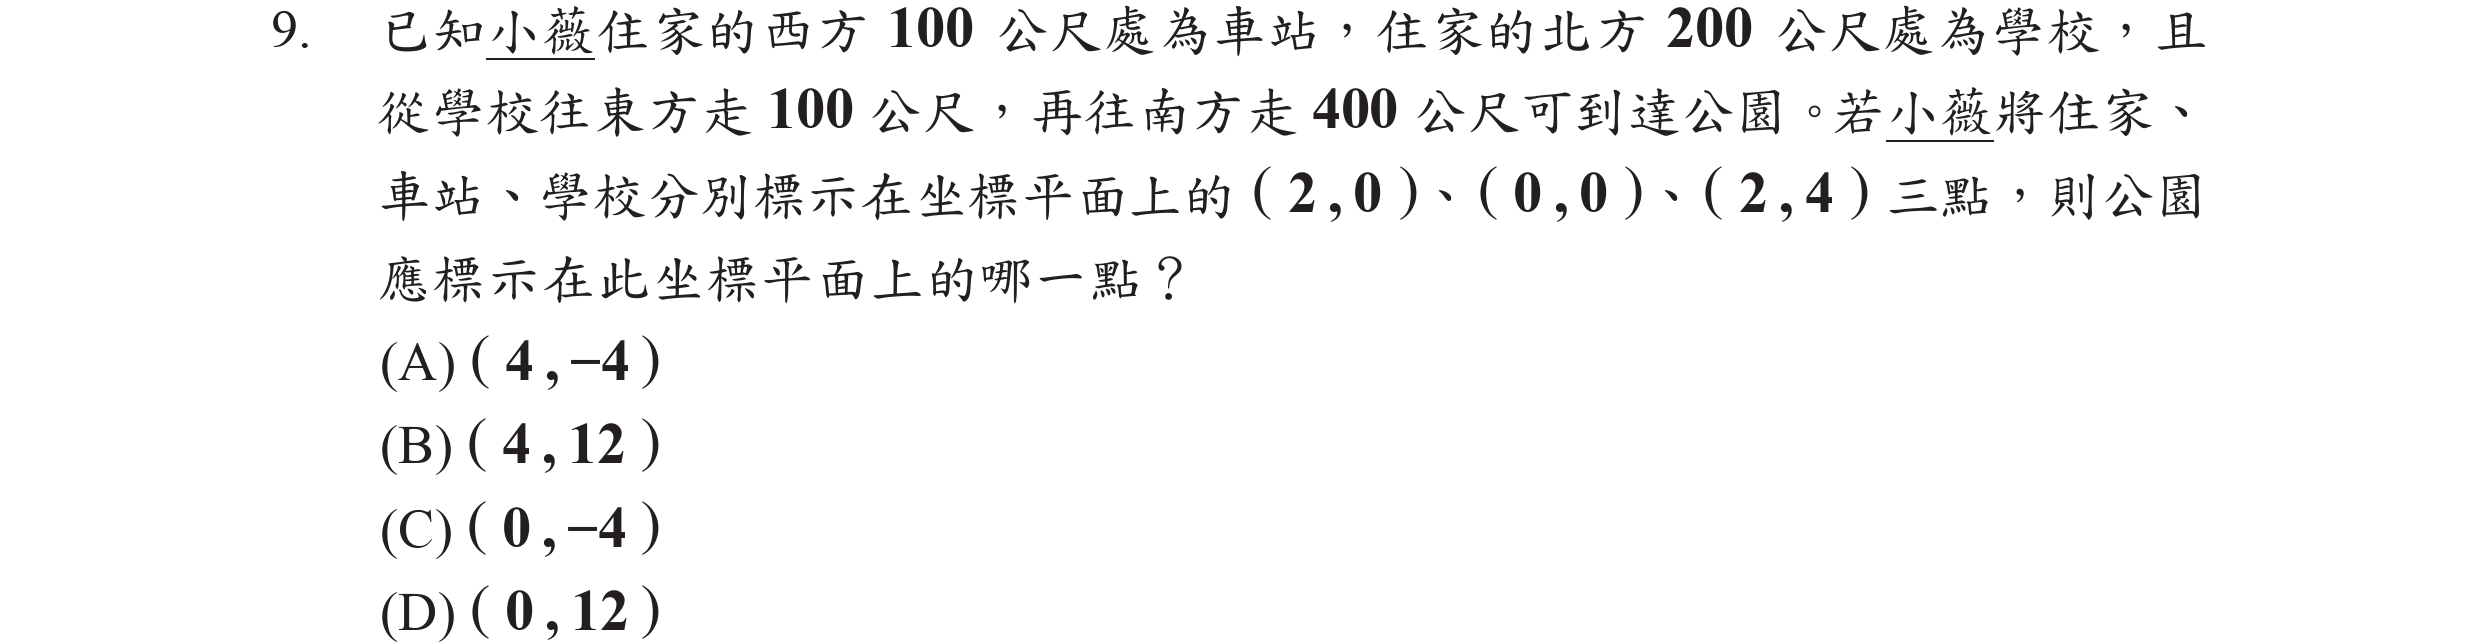 9. 已知小薇住家的西方 100 公尺處為車站，住家的北方 200 公尺處為學校，且
從學校往東方走 100 公尺，再往南方走 400 公尺可到達公園。若小薇將住家、
車站、學校分別標示在坐標平面上的 ( 2 , 0 )、( 0 , 0 )、( 2 , 4 ) 三點，則公園
應標示在此坐標平面上的哪一點？
(A) ( 4 , −4 )
(B) ( 4 , 12 )
(C) ( 0 , −4 )
(D) ( 0 , 12 )